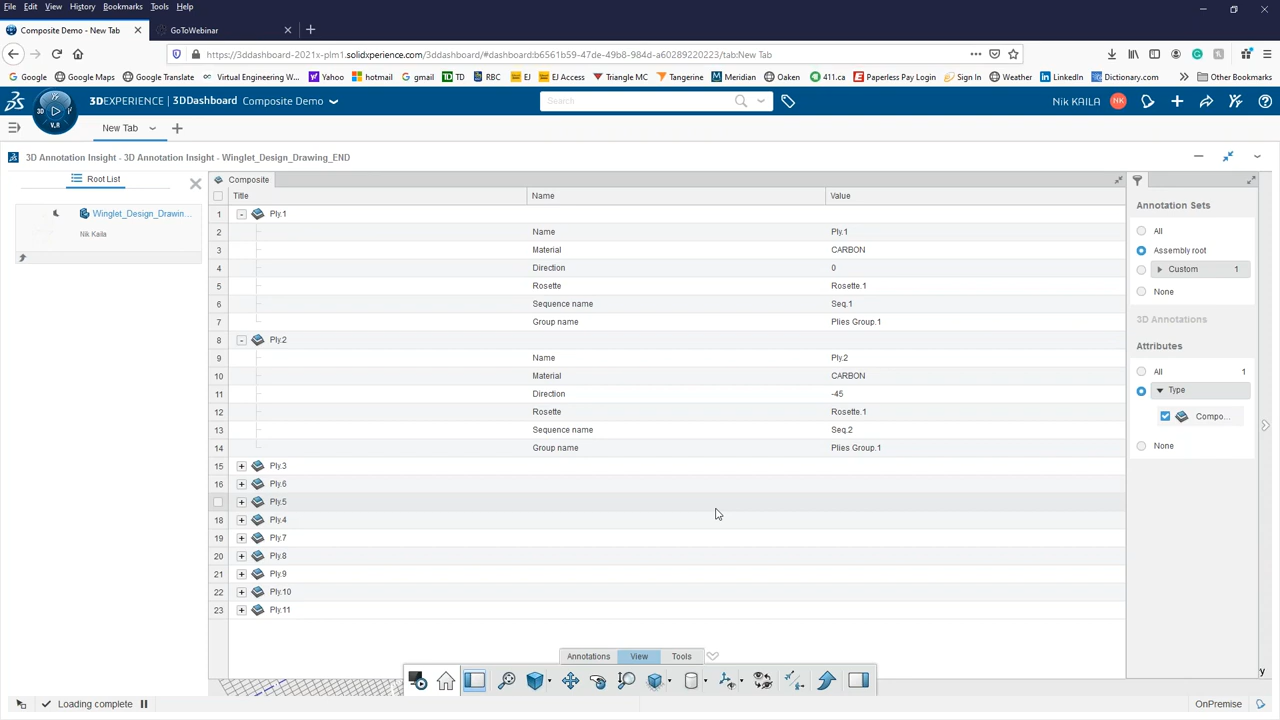 File Edit View History Bookmarks Tools Help
Composite Demo - New Tab GoToWebinar
https://3ddashboard-2021x-plm1.solidxperience.com/3ddashboard/#dashboard:b6561b59-47de-49b8-984d-a60289220223/tab:New Tab
Google Google Maps Google Translate Virtual Engineering W... Yahoo hotmail gmail TD RBC EJ EJ Access Triangle MC Tangerine Meridian Oaken 411.ca Paperless Pay Login Sign In Weather LinkedIn Dictionary.com Other Bookmarks
3DEXPERIENCE | 3DDashboard Composite Demo Search Nik KAILA NK
3D V.R
New Tab
3D Annotation Insight - 3D Annotation Insight - Winglet_Design_Drawing_END
Root List Composite
Title Name Value
1 Ply.1
2 Name Ply.1
3 Material CARBON
4 Direction 0
5 Rosette Rosette.1
6 Sequence name Seq.1
7 Group name Plies Group.1
8 Ply.2
9 Name Ply.2
10 Material CARBON
11 Direction -45
12 Rosette Rosette.1
13 Sequence name Seq.2
14 Group name Plies Group.1
15 Ply.3
16 Ply.6
Ply.5
18 Ply.4
19 Ply.7
20 Ply.8
21 Ply.9
22 Ply.10
23 Ply.11
Winglet_Design_Drawin...
Nik Kaila
Annotation Sets
All
Assembly root
Custom 1
None
3D Annotations
Attributes
All 1
Type
Compo...
None
Annotations View Tools
y
Loading complete OnPremise